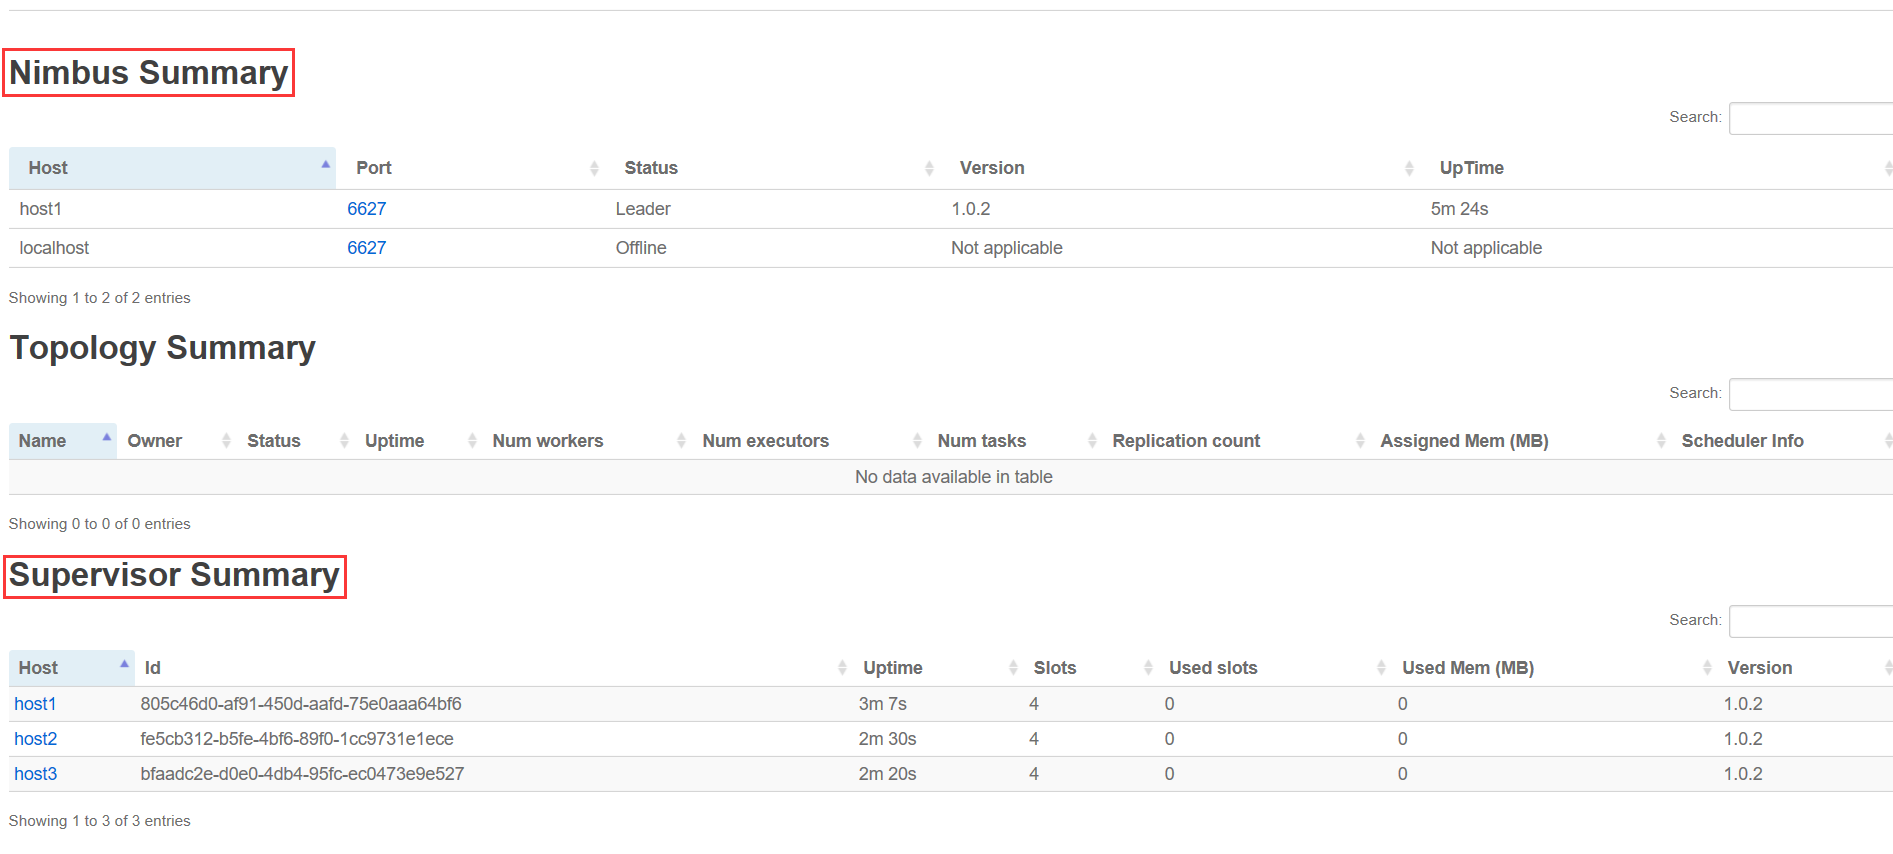 Nimbus Summary
Search:
Host Port Status Version UpTime
host1 6627 Leader 1.0.2 5m 24s
localhost 6627 Offline Not applicable Not applicable
Showing 1 to 2 of 2 entries
Topology Summary
Search:
Name Owner Status Uptime Num workers Num executors Num tasks Replication count Assigned Mem (MB) Scheduler Info
No data available in table
Showing 0 to 0 of 0 entries
Supervisor Summary
Search:
Host Id Uptime Slots Used slots Used Mem (MB) Version
host1 805c46d0-af91-450d-aafd-75e0aaa64bf6 3m 7s 4 0 0 1.0.2
host2 fe5cb312-b5fe-4bf6-89f0-1cc9731e1ece 2m 30s 4 0 0 1.0.2
host3 bfaadc2e-d0e0-4db4-95fc-ec0473e9e527 2m 20s 4 0 0 1.0.2
Showing 1 to 3 of 3 entries